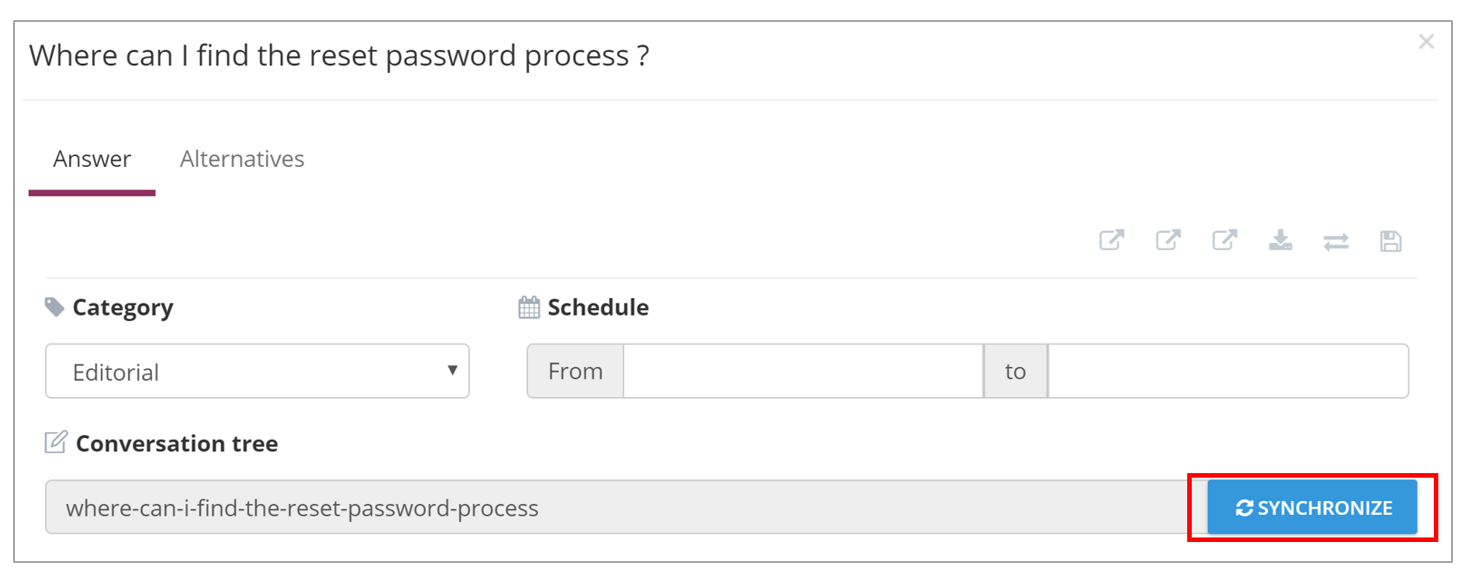 Where can I find the reset password process ?
Answer
Alternatives
Category
Schedule
Editorial
From
to
Conversation tree
where-can-i-find-the-reset-password-process
SYNCHRONIZE